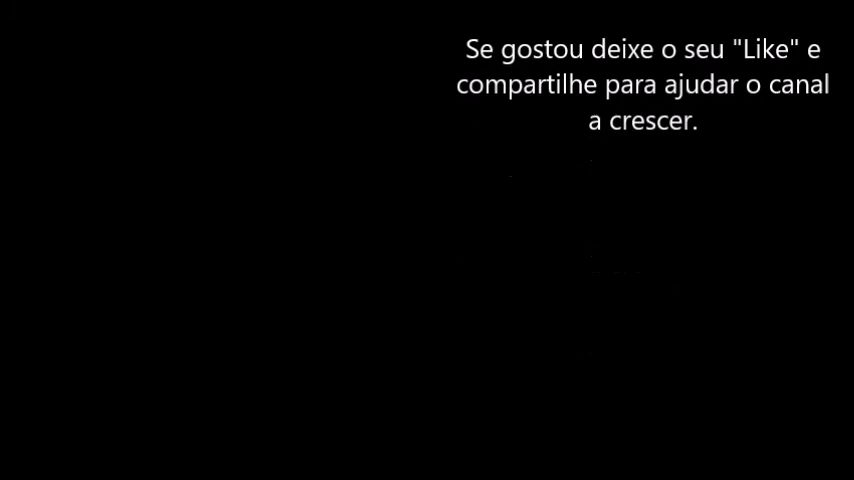 Se gostou deixe o seu "Like" e
compartilhe para ajudar o canal
a crescer.